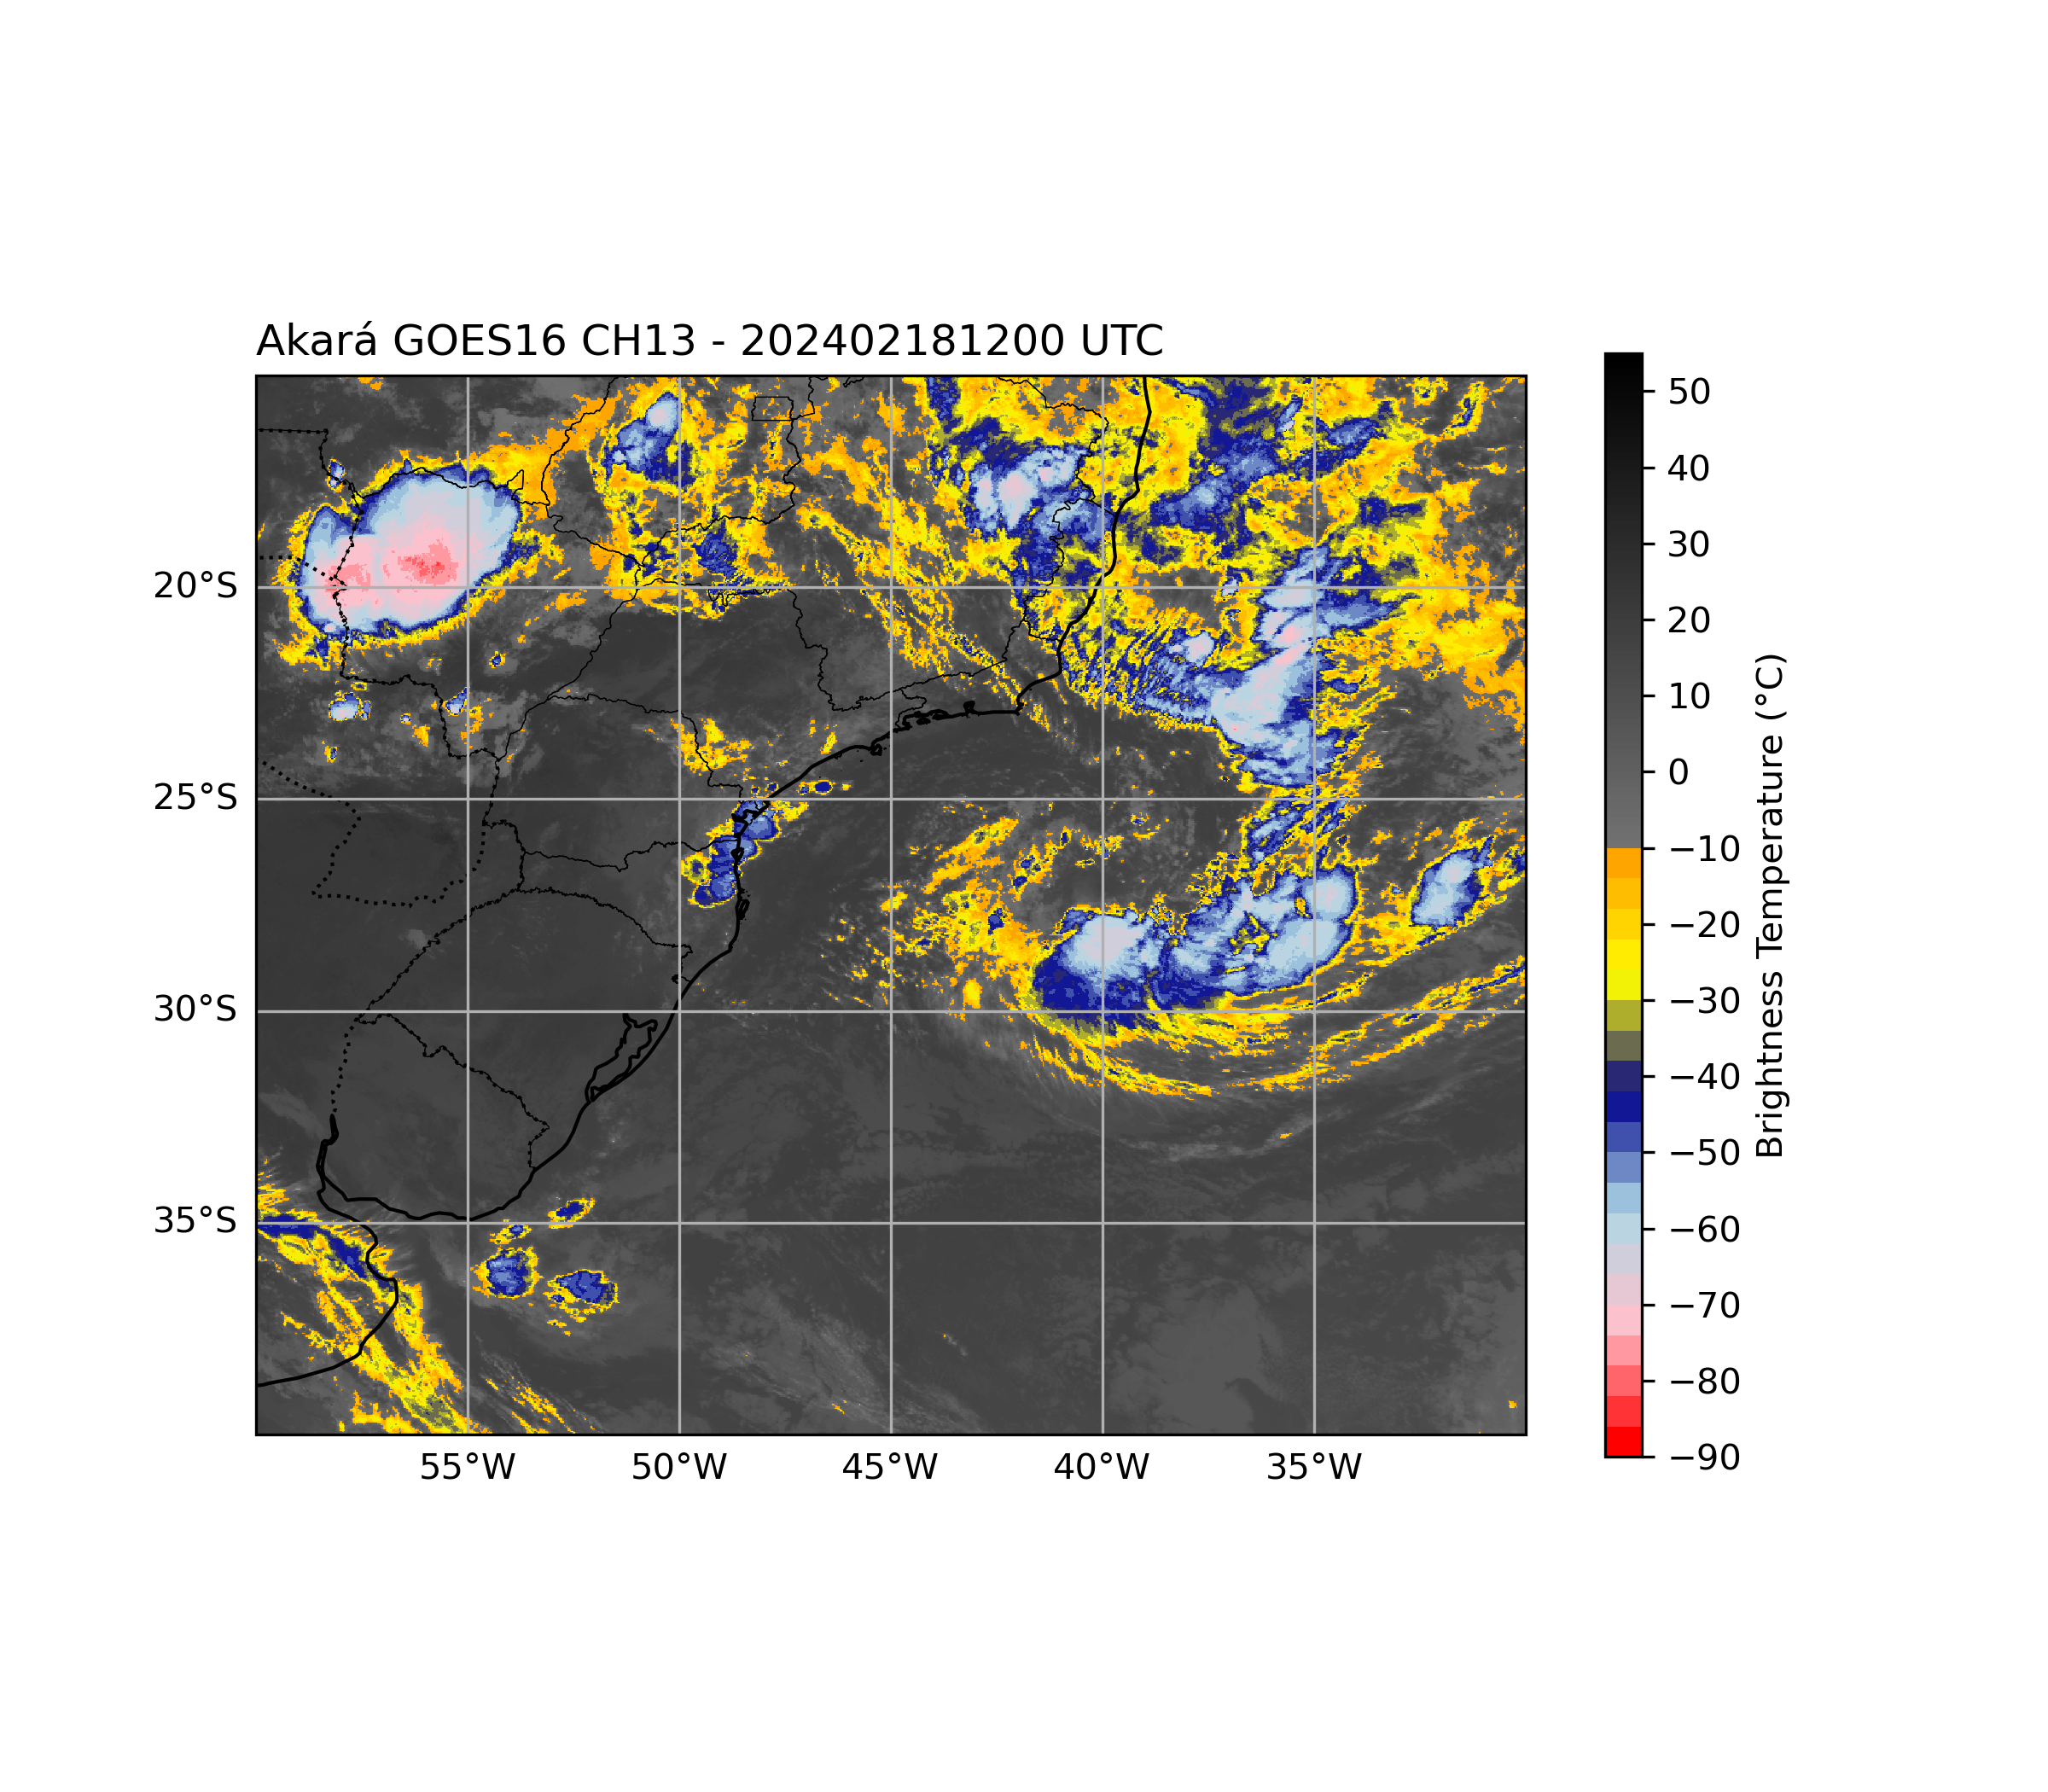 Akará GOES16 CH13 - 202402181200 UTC
20°S
25°S
30°S
35°S
55°W
50°W
45°W
40°W
35°W
50
40
30
20
10
0
−10
−20
−30
−40
−50
−60
−70
−80
−90
Brightness Temperature (°C)